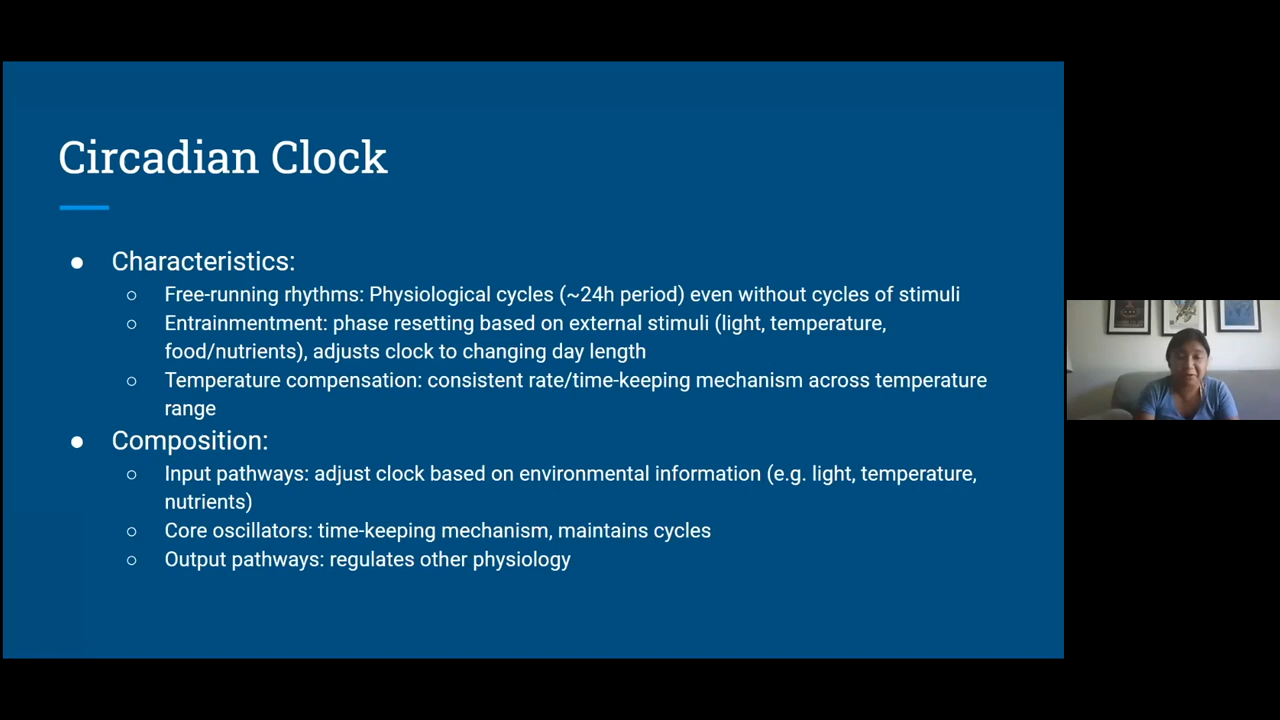 Circadian Clock
● Characteristics:
○ Free-running rhythms: Physiological cycles (~24h period) even without cycles of stimuli
○ Entrainmentment: phase resetting based on external stimuli (light, temperature,
food/nutrients), adjusts clock to changing day length
○ Temperature compensation: consistent rate/time-keeping mechanism across temperature
range
● Composition:
○ Input pathways: adjust clock based on environmental information (e.g. light, temperature,
nutrients)
○ Core oscillators: time-keeping mechanism, maintains cycles
○ Output pathways: regulates other physiology